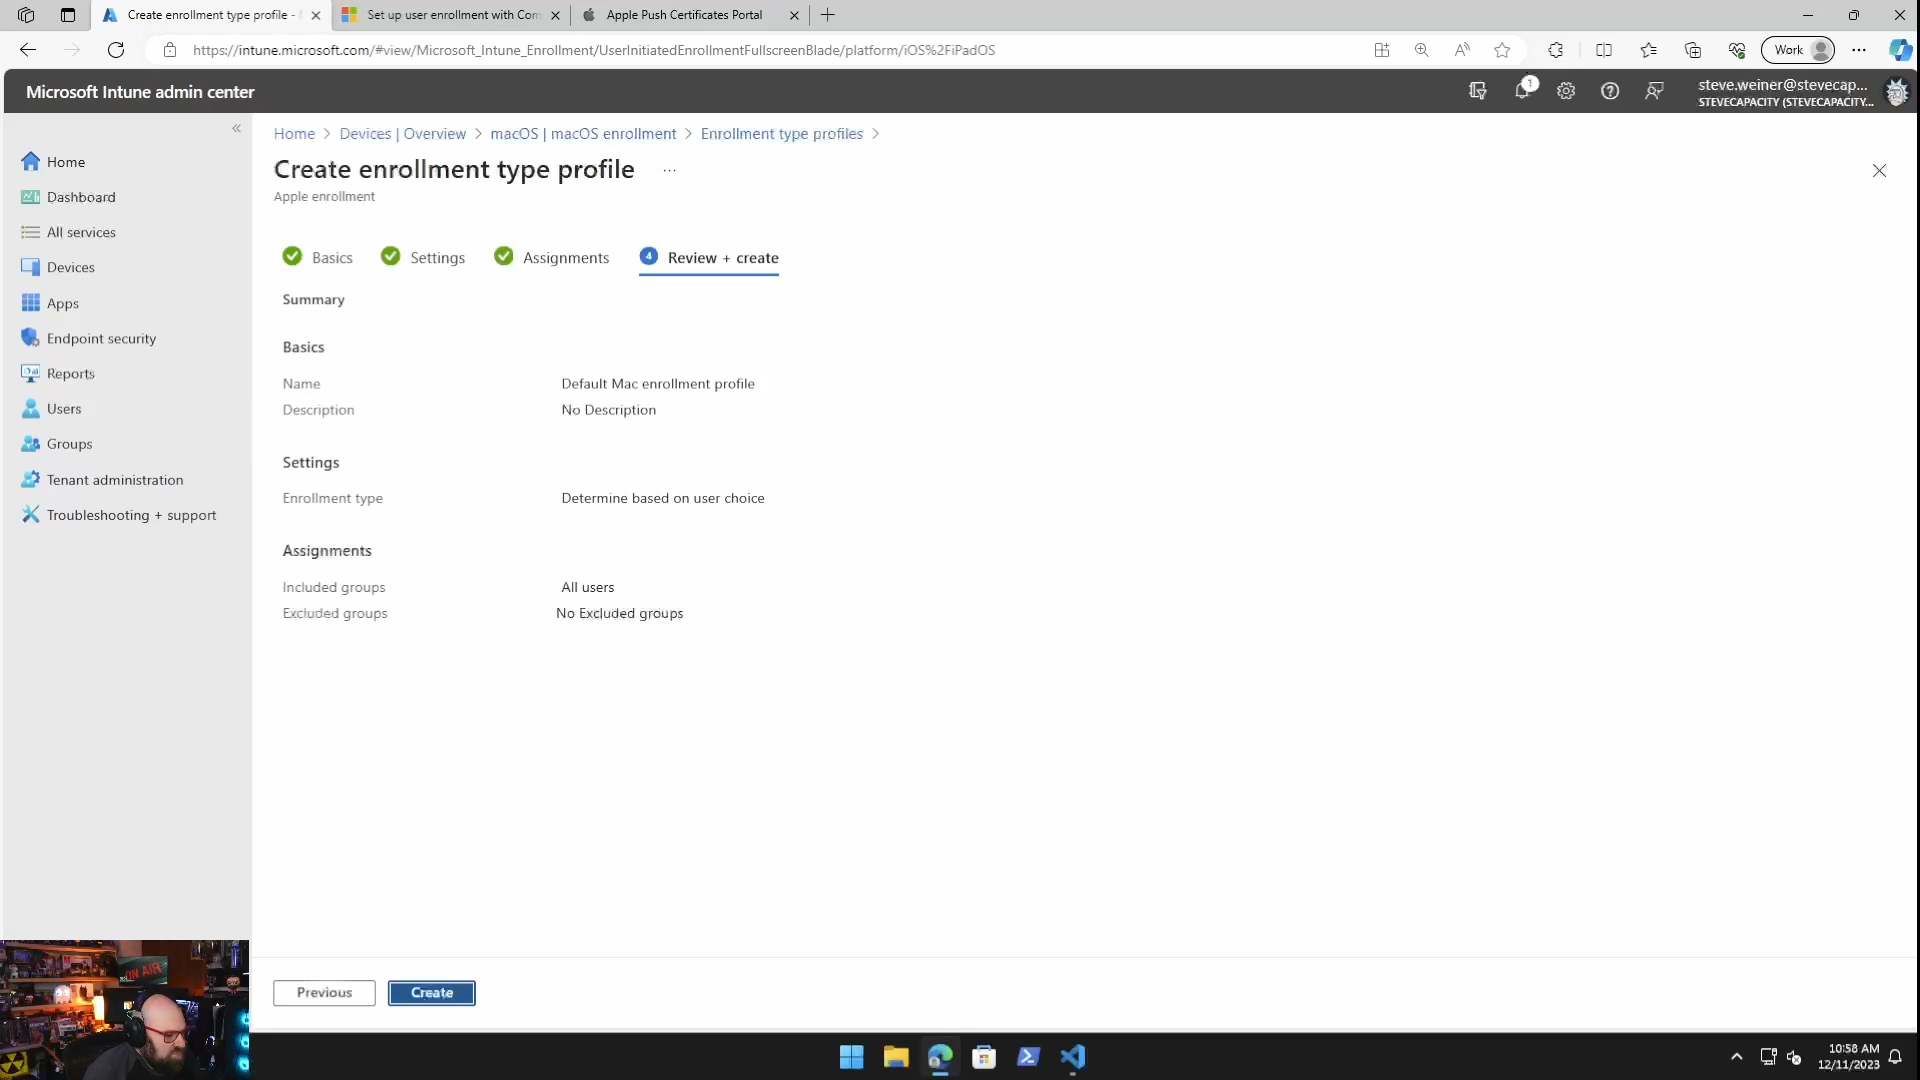 Create enrollment type profile -
Set up user enrollment with Com
Apple Push Certificates Portal
https://intune.microsoft.com/#view/Microsoft_Intune_Enrollment/UserInitiatedEnrollmentFullscreenBlade/platform/iOS%2FiPadOS
Work
Microsoft Intune admin center
1
steve.weiner@stevecap...
STEVECAPACITY (STEVECAPACITY...
Home
Dashboard
All services
Devices
Apps
Endpoint security
Reports
Users
Groups
Tenant administration
Troubleshooting + support
Home > Devices | Overview > macOS | macOS enrollment > Enrollment type profiles >
Create enrollment type profile ...
Apple enrollment
Basics
Settings
Assignments
4 Review + create
Summary
Basics
Name Default Mac enrollment profile
Description No Description
Settings
Enrollment type Determine based on user choice
Assignments
Included groups All users
Excluded groups No Excluded groups
Previous
Create
ON AIR
10:58 AM
12/11/2023